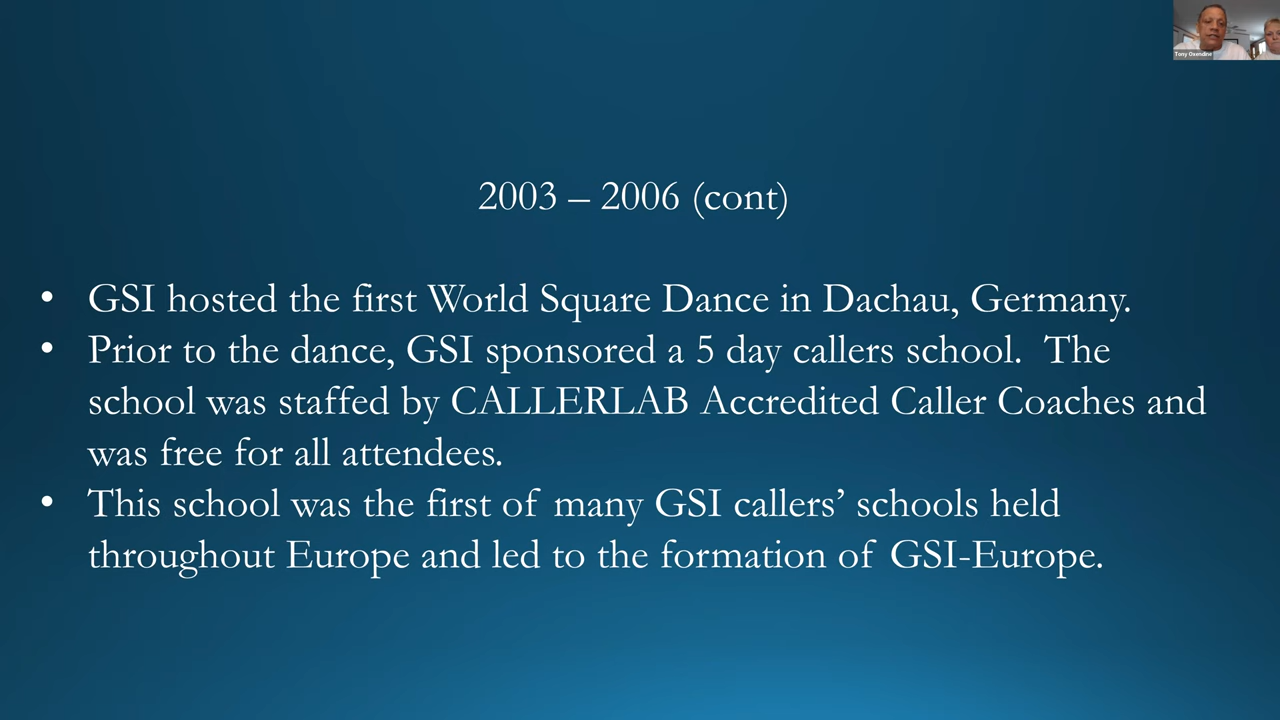 Tony Oxendine
2003 – 2006 (cont)
• GSI hosted the first World Square Dance in Dachau, Germany.
• Prior to the dance, GSI sponsored a 5 day callers school.  The
school was staffed by CALLERLAB Accredited Caller Coaches and
was free for all attendees.
• This school was the first of many GSI callers’ schools held
throughout Europe and led to the formation of GSI-Europe.